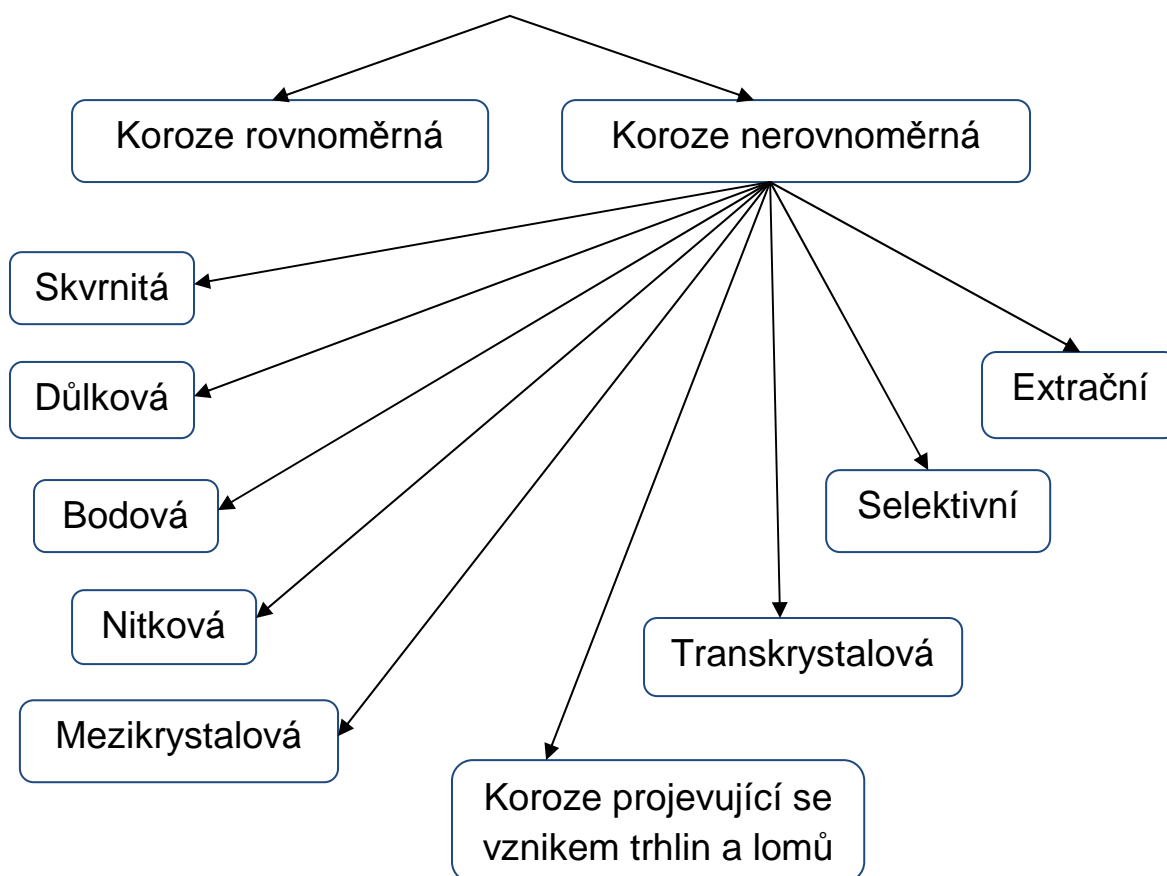 Koroze rovnoměrná
Koroze nerovnoměrná
Skvrnitá
Důlková
Extrační
Bodová
Selektivní
Nitková
Transkrystalová
Mezikrystalová
Koroze projevující se
vznikem trhlin a lomů